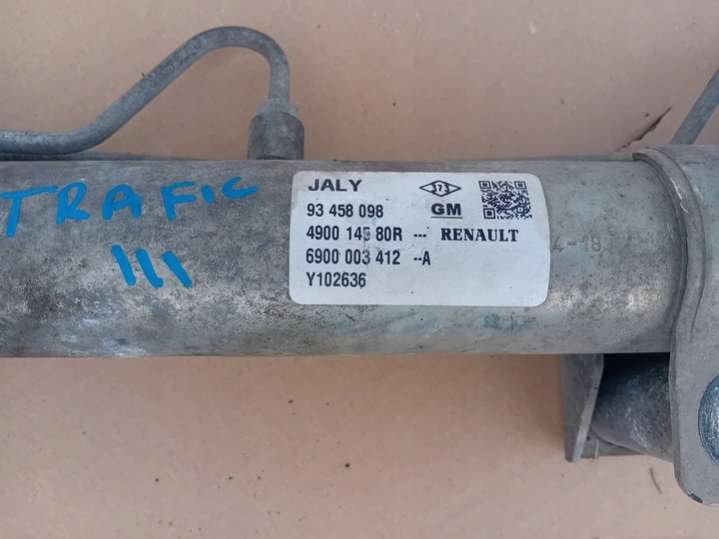 TRAFIC
III
JALY
93 458 098 GM
4900 145 80R --- RENAULT
6900 003 412 --A
Y102636